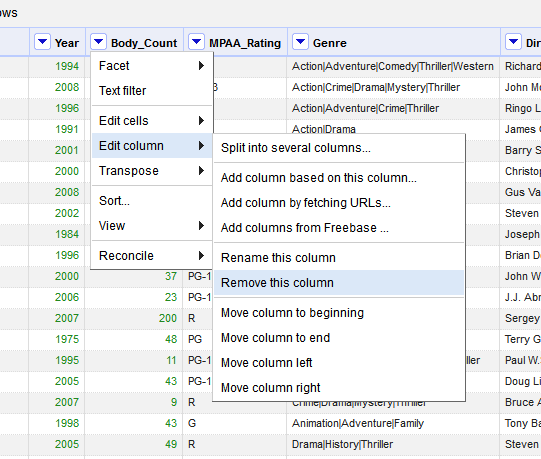 ows
Year Body_Count MPAA_Rating Genre Dir
1994 Action|Adventure|Comedy|Thriller|Western Richard
2008 Action|Crime|Drama|Mystery|Thriller John Mc
1996 Action|Adventure|Crime|Thriller Ringo L
1991 Action|Drama James C
2001 Barry S
2000 Christop
2008 Gus Va
2002 Steven
1984 Joseph
1996 Brian De
2000 37 PG-1 John W
2006 23 PG-1 J.J. Abr
2007 200 R Sergey
1975 48 PG Terry G
1995 11 PG-1 ller Paul W.S
2005 43 PG-1 Doug Li
2007 9 R Crime|Drama|Mystery|Thriller Bruce A
1998 43 G Animation|Adventure|Family Tony Ba
2005 49 R Drama|History|Thriller Steven
Facet
Text filter
Edit cells
Edit column
Transpose
Sort...
View
Reconcile
Split into several columns...
Add column based on this column...
Add column by fetching URLs...
Add columns from Freebase ...
Rename this column
Remove this column
Move column to beginning
Move column to end
Move column left
Move column right